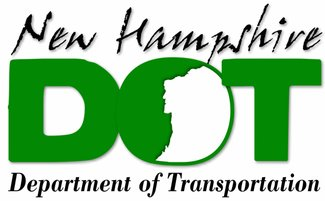 New Hampshire
DOT
Department of Transportation